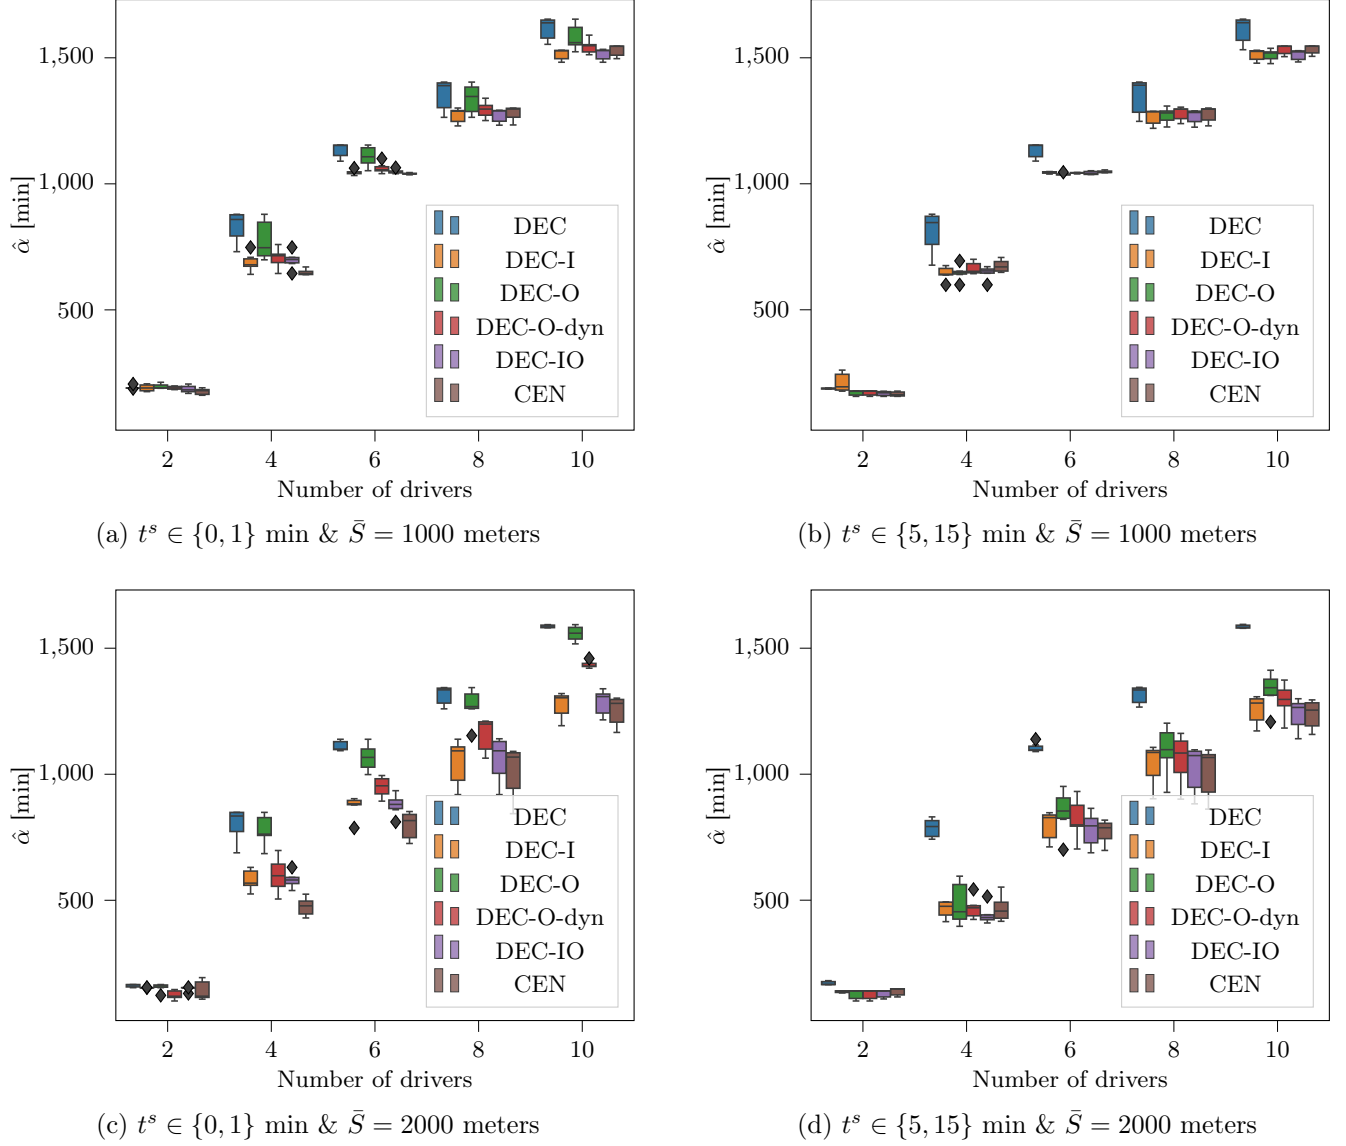 1,500
1,000
500
α̂ [min]
DEC
DEC-I
DEC-O
DEC-O-dyn
DEC-IO
CEN
2 4 6 8 10
Number of drivers
(a) tˢ ∈ {0, 1} min & S̄ = 1000 meters
1,500
1,000
500
α̂ [min]
DEC
DEC-I
DEC-O
DEC-O-dyn
DEC-IO
CEN
2 4 6 8 10
Number of drivers
(b) tˢ ∈ {5, 15} min & S̄ = 1000 meters
1,500
1,000
500
α̂ [min]
DEC
DEC-I
DEC-O
DEC-O-dyn
DEC-IO
CEN
2 4 6 8 10
Number of drivers
(c) tˢ ∈ {0, 1} min & S̄ = 2000 meters
1,500
1,000
500
α̂ [min]
DEC
DEC-I
DEC-O
DEC-O-dyn
DEC-IO
CEN
2 4 6 8 10
Number of drivers
(d) tˢ ∈ {5, 15} min & S̄ = 2000 meters